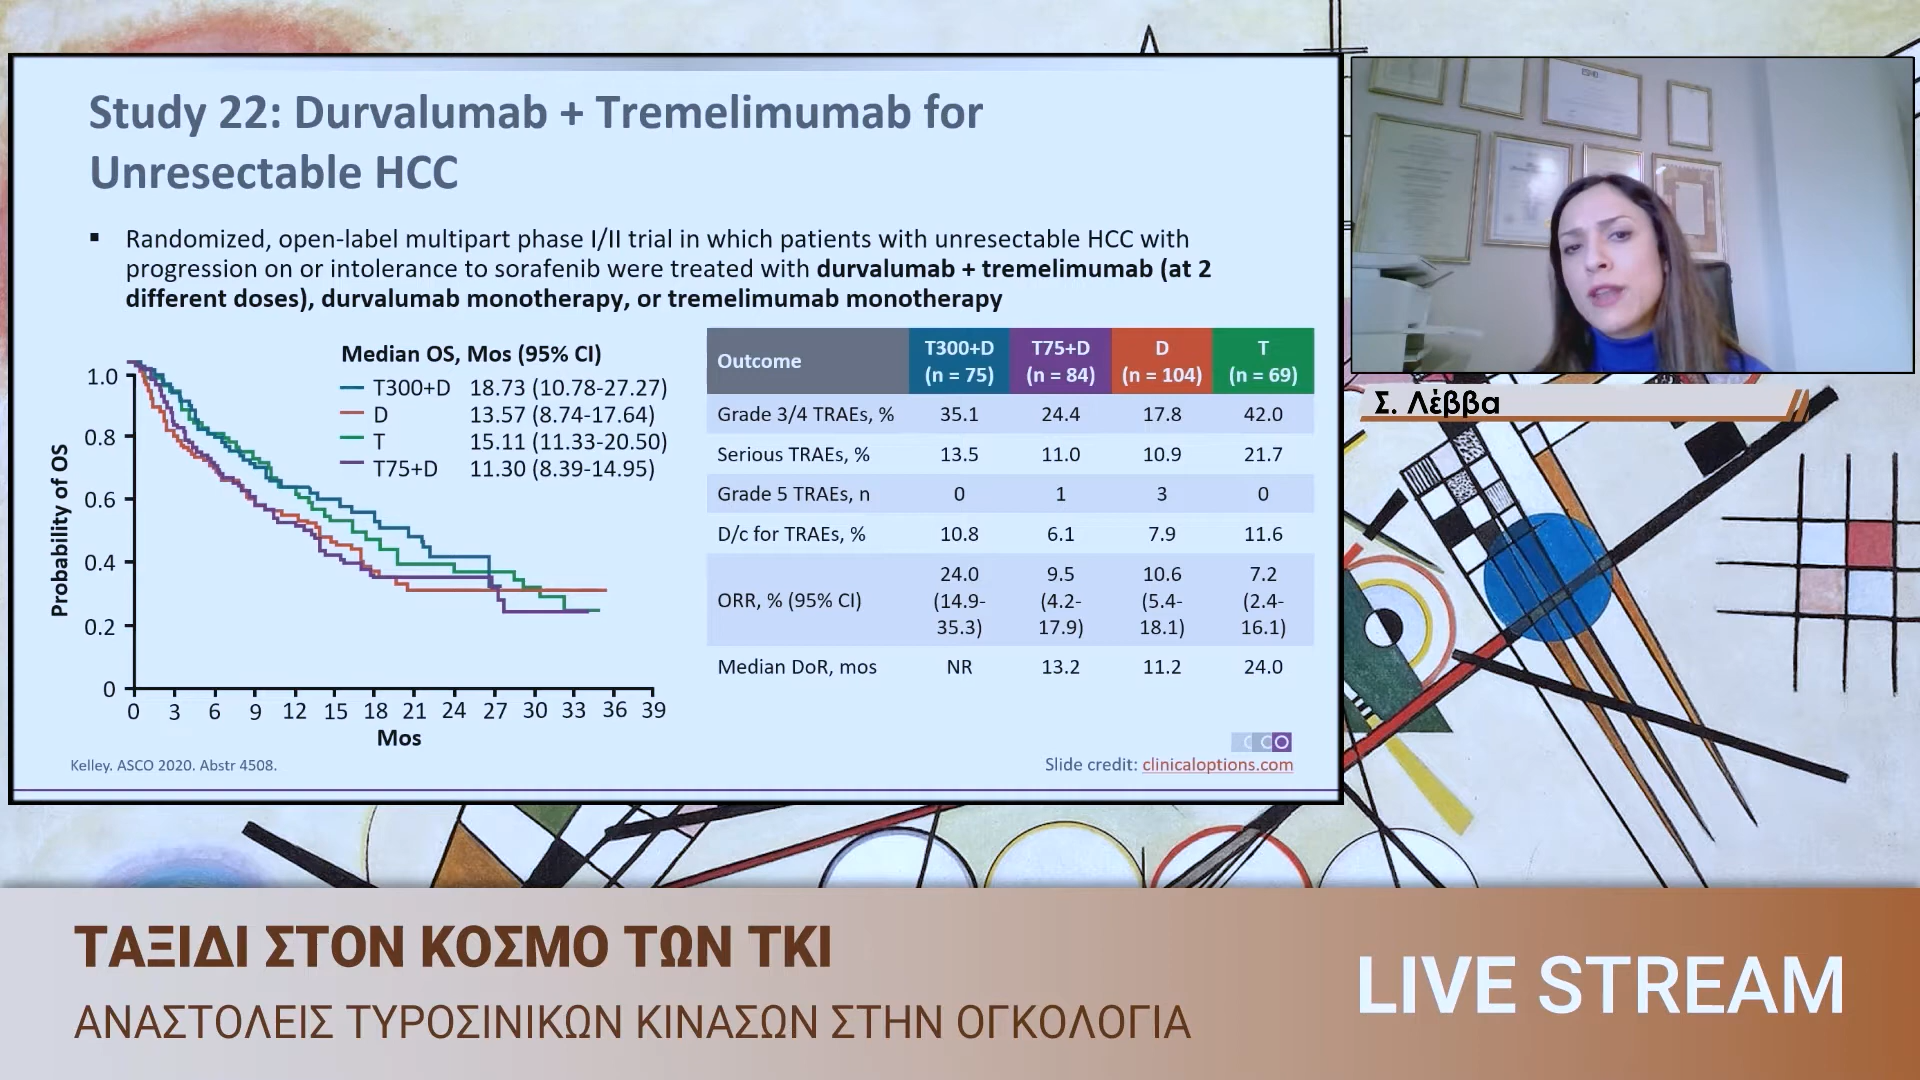 Study 22: Durvalumab + Tremelimumab for
Unresectable HCC
▪ Randomized, open-label multipart phase I/II trial in which patients with unresectable HCC with
progression on or intolerance to sorafenib were treated with durvalumab + tremelimumab (at 2
different doses), durvalumab monotherapy, or tremelimumab monotherapy
Median OS, Mos (95% CI)
T300+D 18.73 (10.78-27.27)
D 13.57 (8.74-17.64)
T 15.11 (11.33-20.50)
T75+D 11.30 (8.39-14.95)
Probability of OS
1.0
0.8
0.6
0.4
0.2
0
0 3 6 9 12 15 18 21 24 27 30 33 36 39
Mos
Outcome T300+D (n = 75) T75+D (n = 84) D (n = 104) T (n = 69)
Grade 3/4 TRAEs, % 35.1 24.4 17.8 42.0
Serious TRAEs, % 13.5 11.0 10.9 21.7
Grade 5 TRAEs, n 0 1 3 0
D/c for TRAEs, % 10.8 6.1 7.9 11.6
ORR, % (95% CI) 24.0 (14.9-35.3) 9.5 (4.2-17.9) 10.6 (5.4-18.1) 7.2 (2.4-16.1)
Median DoR, mos NR 13.2 11.2 24.0
Kelley. ASCO 2020. Abstr 4508.
CCO
Slide credit: clinicaloptions.com
Σ. Λέββα
ΤΑΞΙΔΙ ΣΤΟΝ ΚΟΣΜΟ ΤΩΝ ΤΚΙ
ΑΝΑΣΤΟΛΕΙΣ ΤΥΡΟΣΙΝΙΚΩΝ ΚΙΝΑΣΩΝ ΣΤΗΝ ΟΓΚΟΛΟΓΙΑ
LIVE STREAM